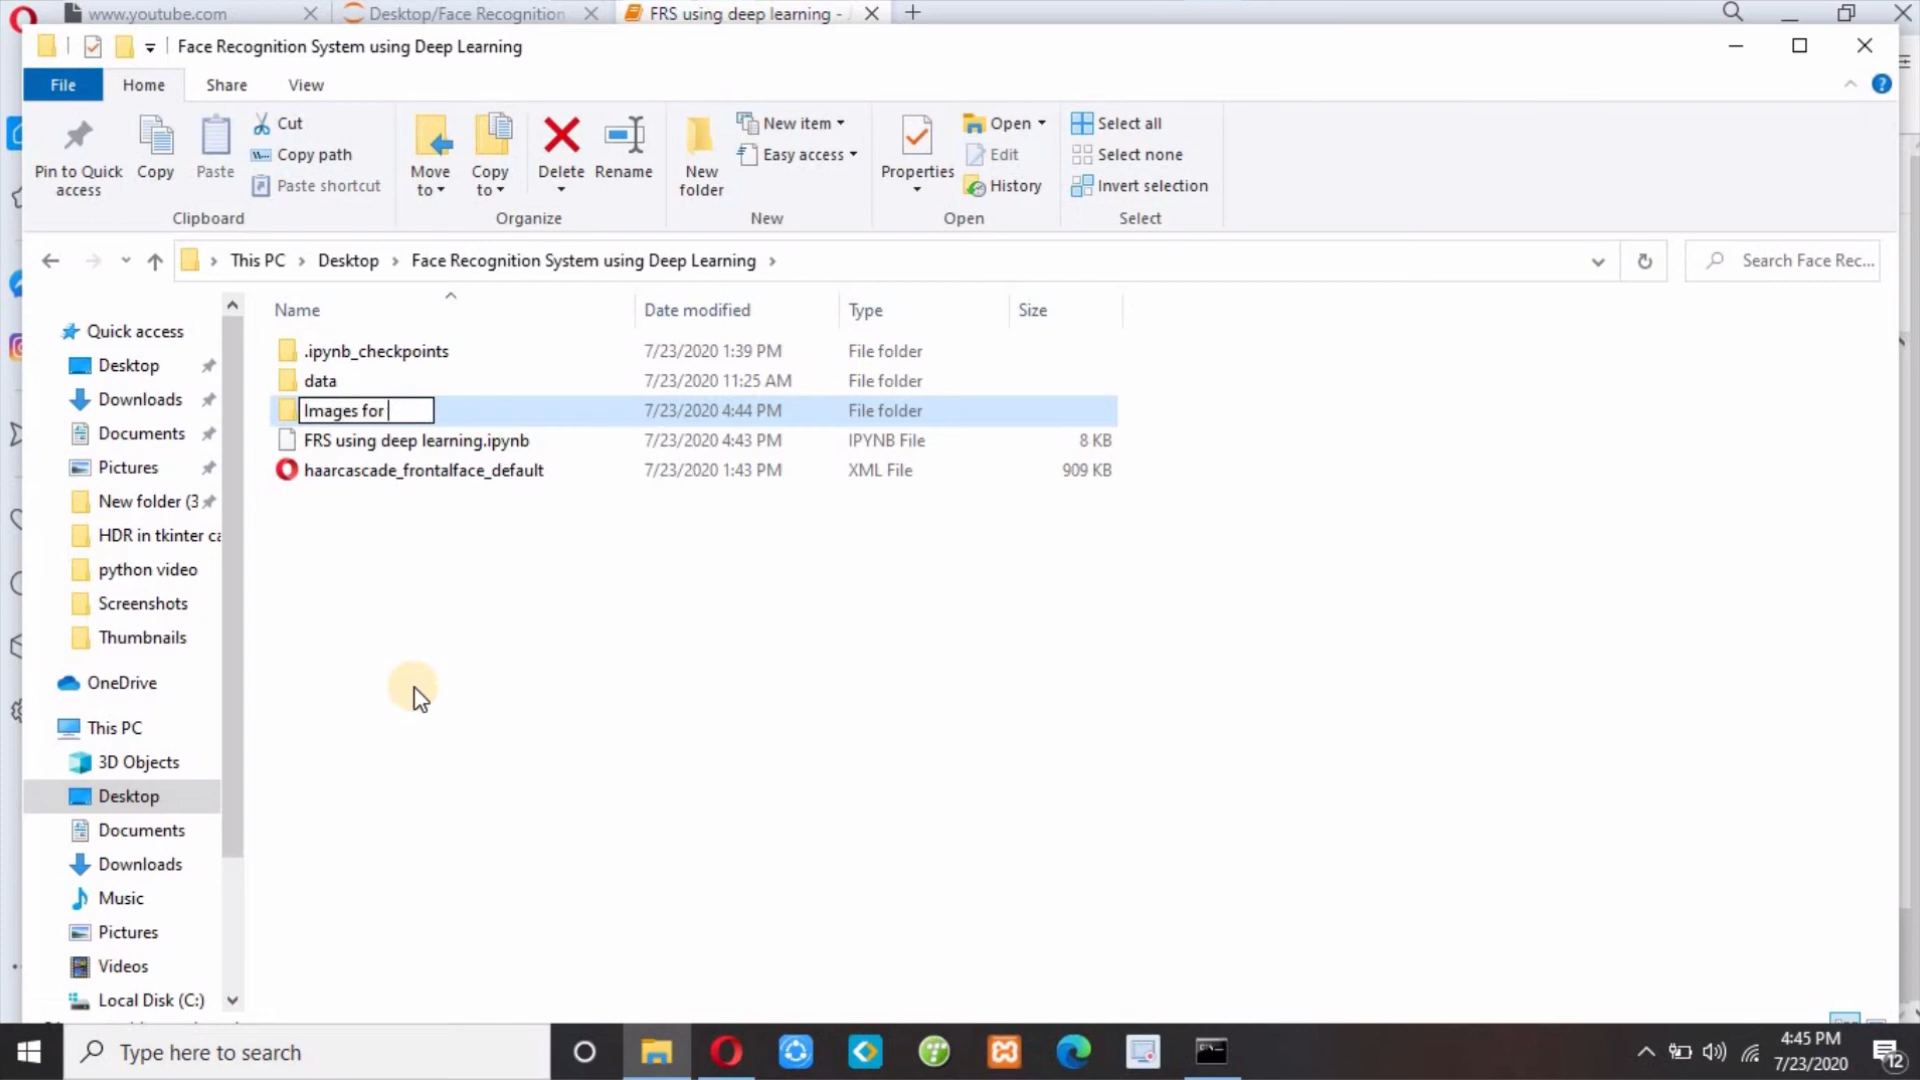 www.youtube.com
Desktop/Face Recognition
FRS using deep learning -
Face Recognition System using Deep Learning
File
Home
Share
View
Pin to Quick access
Copy
Paste
Cut
Copy path
Paste shortcut
Clipboard
Move to
Copy to
Delete
Rename
Organize
New folder
New item
Easy access
New
Properties
Open
Edit
History
Open
Select all
Select none
Invert selection
Select
This PC
Desktop
Face Recognition System using Deep Learning
Search Face Rec...
Name
Date modified
Type
Size
.ipynb_checkpoints 7/23/2020 1:39 PM File folder
data 7/23/2020 11:25 AM File folder
Images for 7/23/2020 4:44 PM File folder
FRS using deep learning.ipynb 7/23/2020 4:43 PM IPYNB File 8 KB
haarcascade_frontalface_default 7/23/2020 1:43 PM XML File 909 KB
Quick access
Desktop
Downloads
Documents
Pictures
New folder (3
HDR in tkinter ca
python video
Screenshots
Thumbnails
OneDrive
This PC
3D Objects
Desktop
Documents
Downloads
Music
Pictures
Videos
Local Disk (C:)
Type here to search
4:45 PM
7/23/2020
12